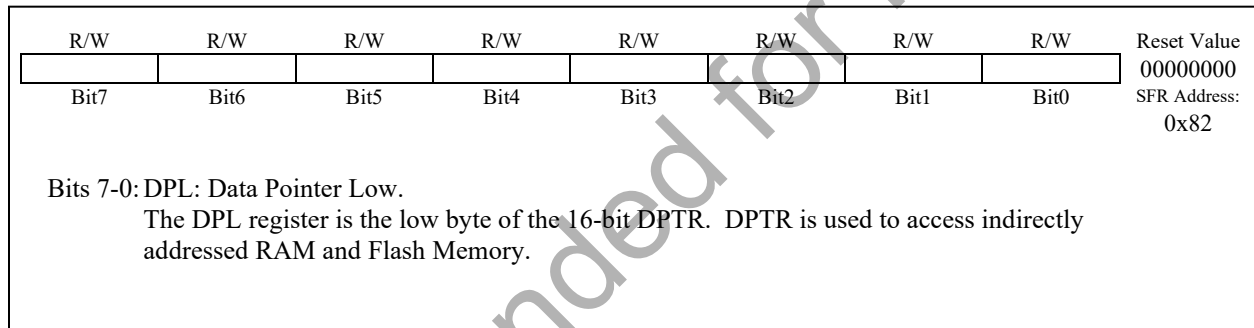 R/W R/W R/W R/W R/W R/W R/W R/W Reset Value
00000000
Bit7 Bit6 Bit5 Bit4 Bit3 Bit2 Bit1 Bit0 SFR Address:
0x82
Bits 7-0: DPL: Data Pointer Low.
The DPL register is the low byte of the 16-bit DPTR. DPTR is used to access indirectly
addressed RAM and Flash Memory.
for